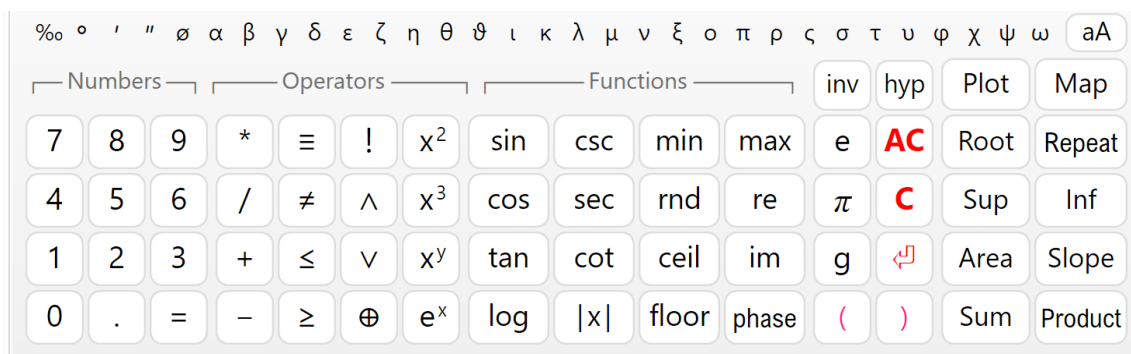 ‰ ° ′ ″ ø α β γ δ ε ζ η θ ϑ ι κ λ μ ν ξ ο π ρ ς σ τ υ φ χ ψ ω aA
Numbers Operators Functions inv hyp Plot Map
7 8 9 * ≡ ! x² sin csc min max e AC Root Repeat
4 5 6 / ≠ ∧ x³ cos sec rnd re π C Sup Inf
1 2 3 + ≤ ∨ xʸ tan cot ceil im g ⏎ Area Slope
0 . = − ≥ ⊕ eˣ log |x| floor phase ( ) Sum Product